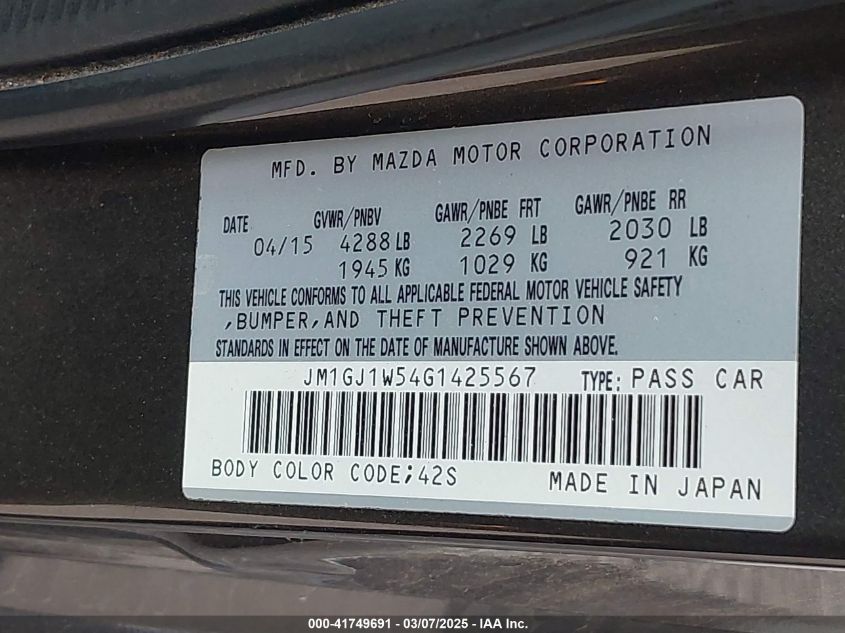 MFD. BY MAZDA MOTOR CORPORATION
DATE GVWR/PNBV GAWR/PNBE FRT GAWR/PNBE RR
04/15 4288 LB 2269 LB 2030 LB
1945 KG 1029 KG 921 KG
THIS VEHICLE CONFORMS TO ALL APPLICABLE FEDERAL MOTOR VEHICLE SAFETY
,BUMPER,AND THEFT PREVENTION
STANDARDS IN EFFECT ON THE DATE OF MANUFACTURE SHOWN ABOVE.
JM1GJ1W54G1425567 TYPE: PASS CAR
BODY COLOR CODE;42S MADE IN JAPAN
000-41749691 - 03/07/2025 - IAA Inc.